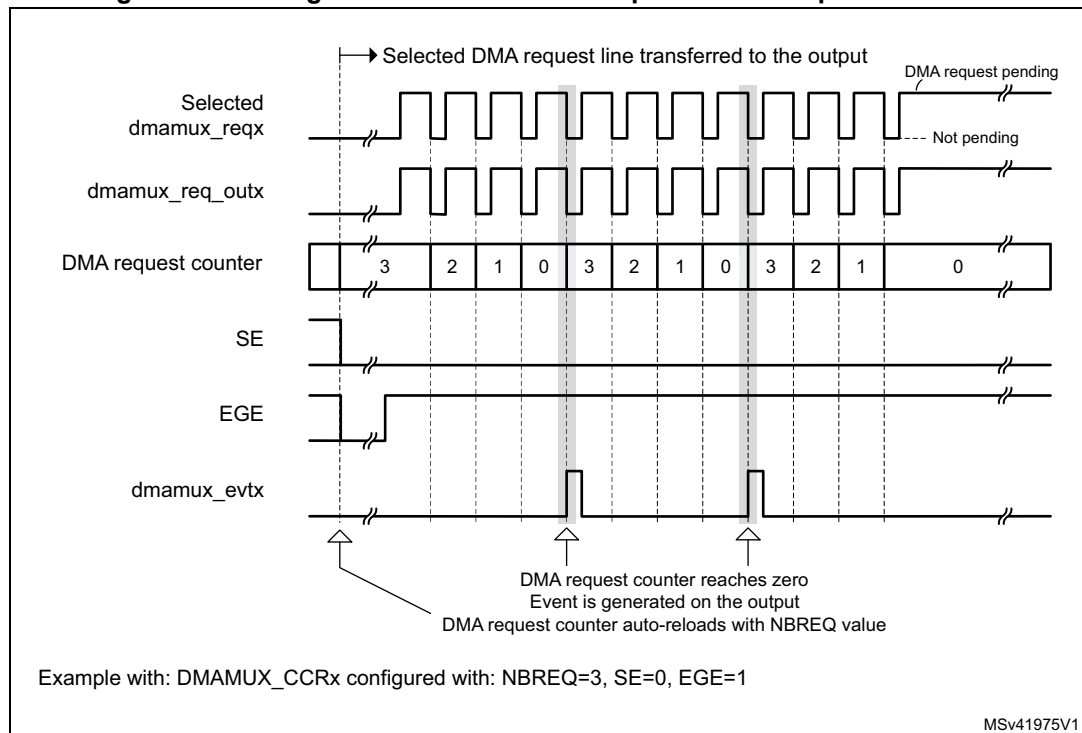 Selected DMA request line transferred to the output
DMA request pending
Selected
dmamux_reqx
Not pending
dmamux_req_outx
DMA request counter
3 2 1 0 3 2 1 0 3 2 1 0
SE
EGE
dmamux_evtx
DMA request counter reaches zero
Event is generated on the output
DMA request counter auto-reloads with NBREQ value
Example with: DMAMUX_CCRx configured with: NBREQ=3, SE=0, EGE=1
MSv41975V1